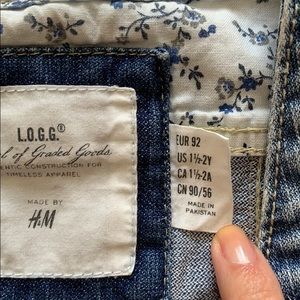 L.O.G.G.®
of Graded Goods
ENTIC CONSTRUCTION FOR
TIMELESS APPAREL
MADE BY
H&M
EUR 92
US 1½-2Y
CA 1½-2A
CN 90/56
MADE IN
PAKISTAN